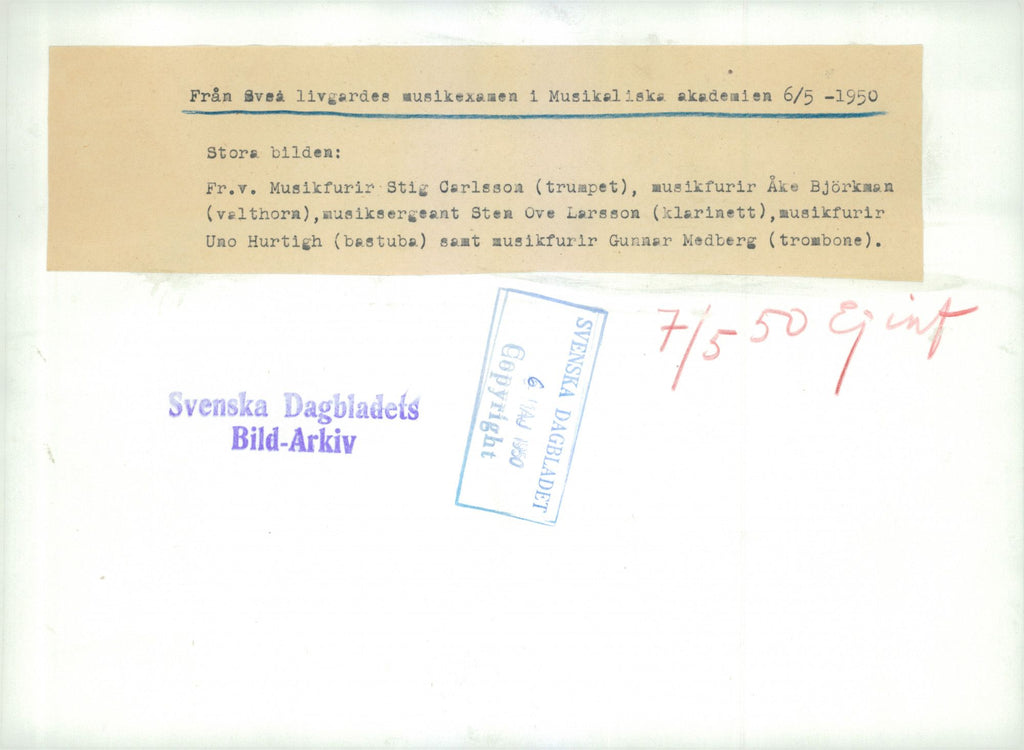 Från Svea livgardes musikexamen i Musikaliska akademien 6/5 -1950
Stora bilden:
Fr.v. Musikfurir Stig Carlsson (trumpet), musikfurir Åke Björkman
(valthorn),musiksergeant Sten Ove Larsson (klarinett),musikfurir
Uno Hurtigh (bastuba) samt musikfurir Gunnar Medberg (trombone).
7/5 50 Ej inf
SVENSKA DAGBLADET
6 MAJ 1950
Copyright
Svenska Dagbladets
Bild-Arkiv